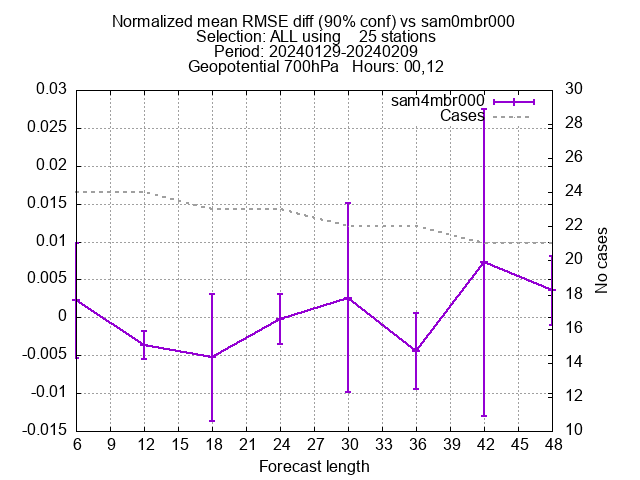 Normalized mean RMSE diff (90% conf) vs sam0mbr000
Selection: ALL using    25 stations
Period: 20240129-20240209
Geopotential 700hPa   Hours: 00,12
sam4mbr000
Cases
0.03
0.025
0.02
0.015
0.01
0.005
0
-0.005
-0.01
-0.015
30
28
26
24
22
20
18
16
14
12
10
No cases
6 9 12 15 18 21 24 27 30 33 36 39 42 45 48
Forecast length